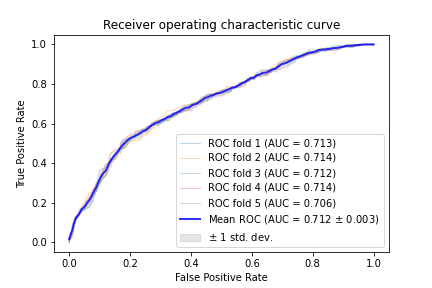 Receiver operating characteristic curve
True Positive Rate
1.0
0.8
0.6
0.4
0.2
0.0
ROC fold 1 (AUC = 0.713)
ROC fold 2 (AUC = 0.714)
ROC fold 3 (AUC = 0.712)
ROC fold 4 (AUC = 0.714)
ROC fold 5 (AUC = 0.706)
Mean ROC (AUC = 0.712 ± 0.003)
± 1 std. dev.
0.0 0.2 0.4 0.6 0.8 1.0
False Positive Rate